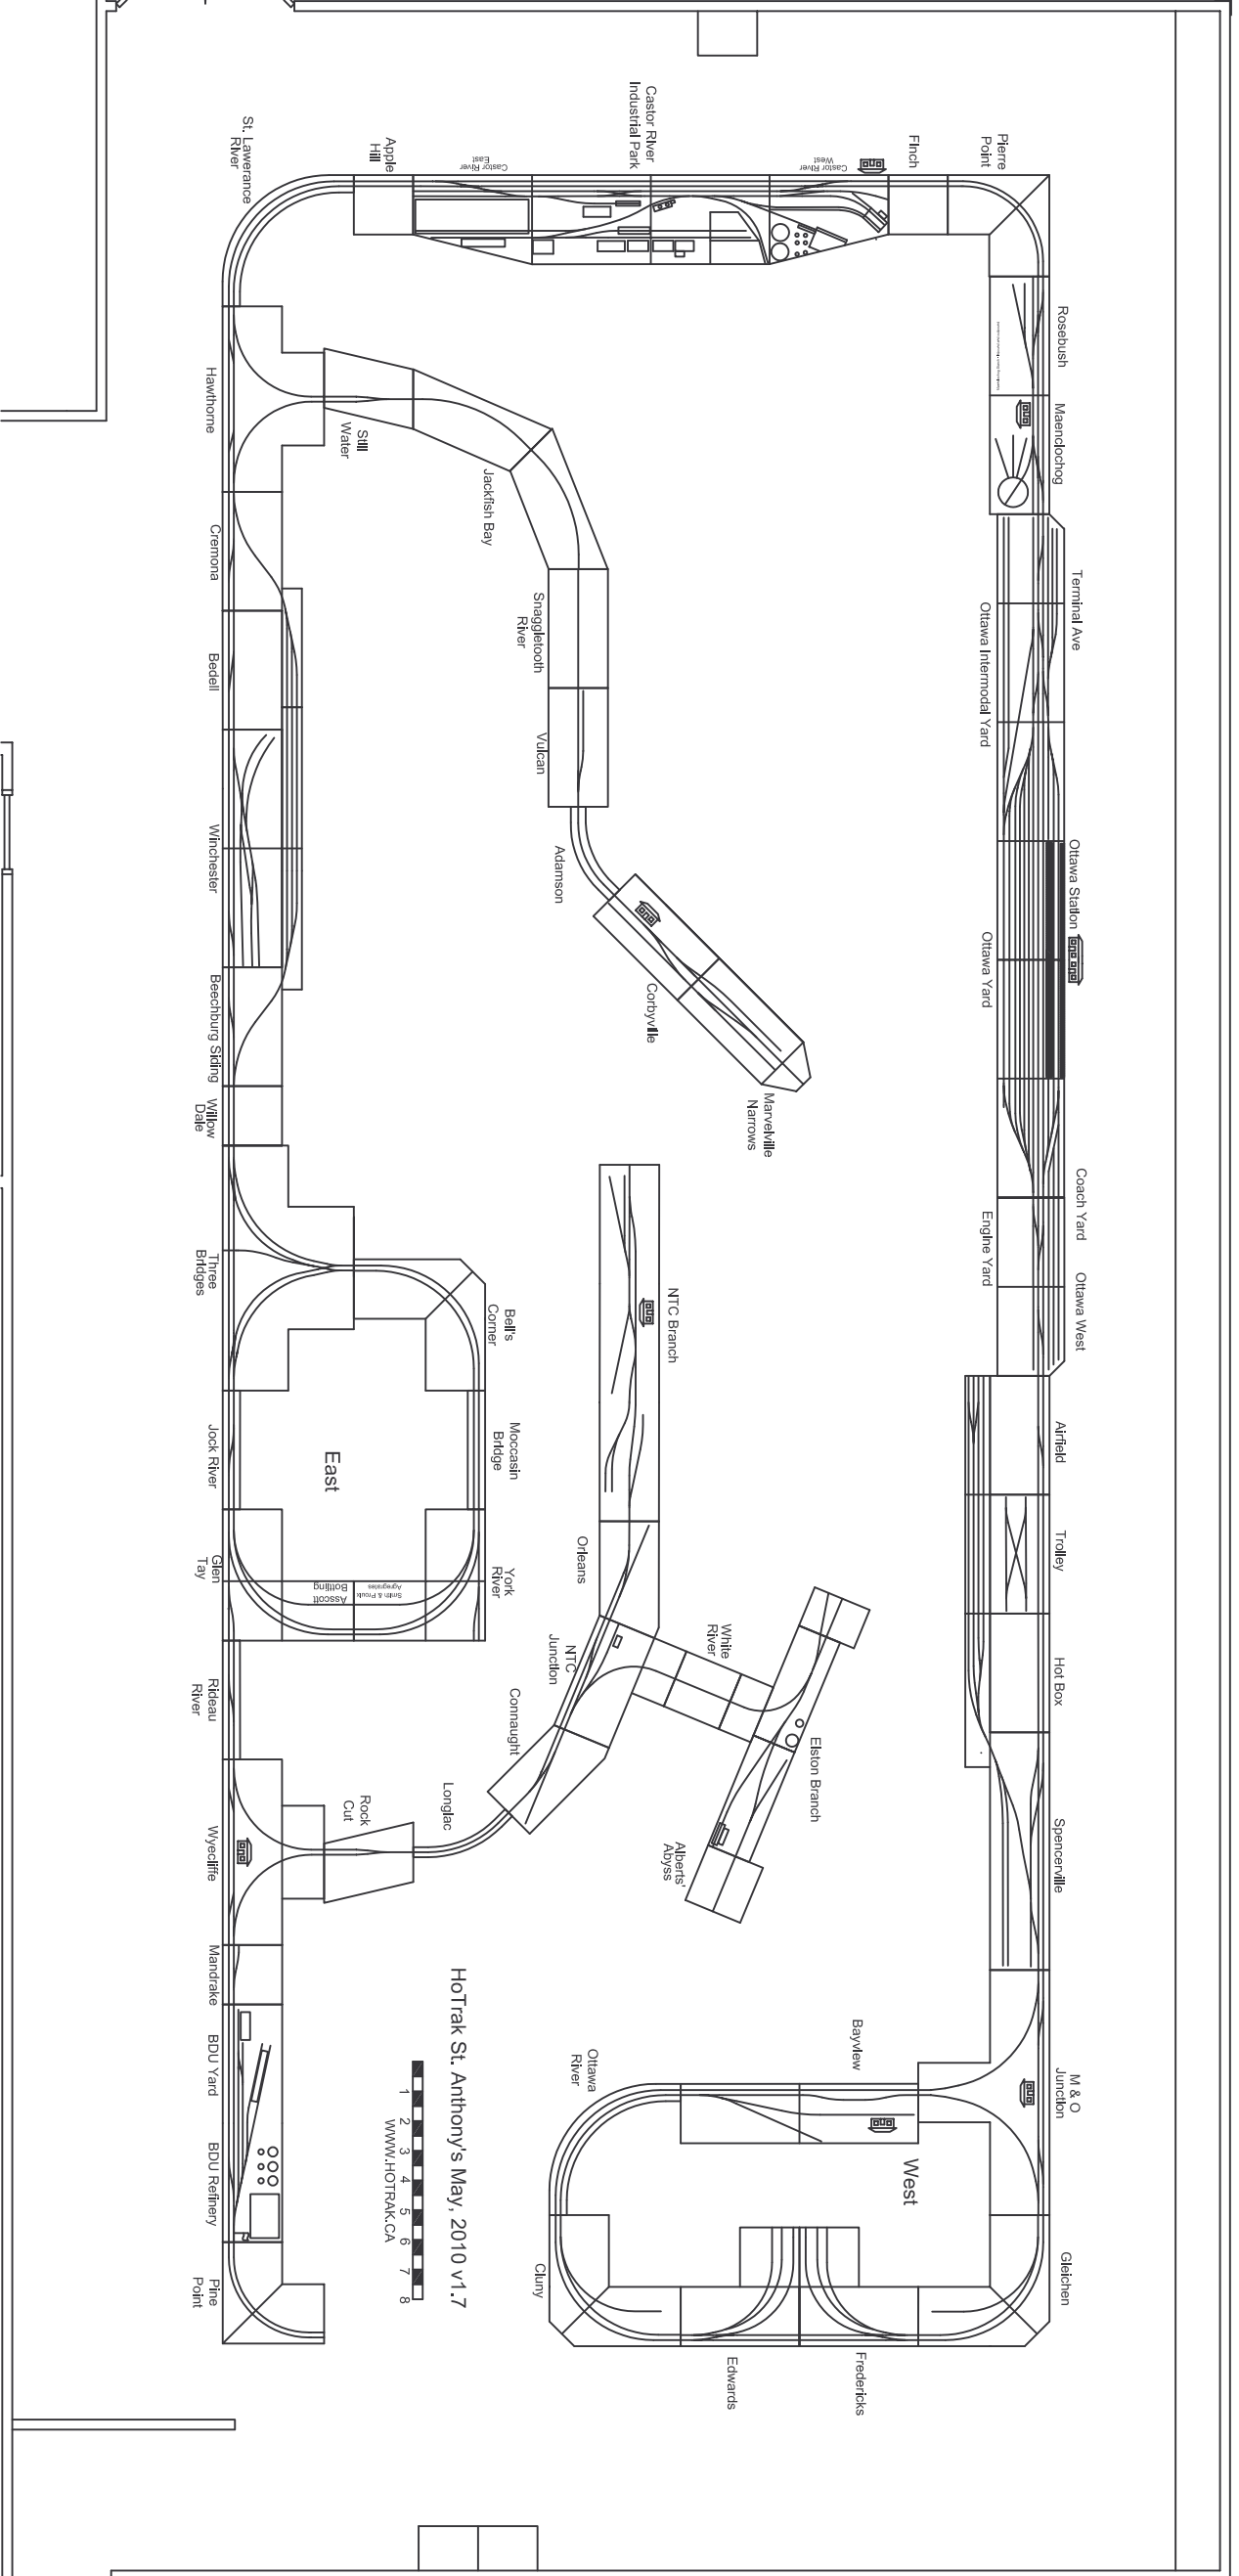 St. Lawerance
River
Apple
Hill
Castor River
East
Castor River
Industrial Park
Castor River
West
Finch
Pierre
Point
Rosebush
Maenclochog
Terminal Ave
Ottawa Intermodal Yard
Ottawa Station
Ottawa Yard
Coach Yard
Engine Yard
Ottawa West
Airfield
Trolley
Hot Box
Spencerville
M & O
Junction
Gleichen
Fredericks
Edwards
Cluny
Ottawa
River
Bayview
West
Hawthorne
Still
Water
Jackfish Bay
Snaggletooth
River
Vulcan
Adamson
Corbyville
Marvelville
Narrows
Cremona
Bedell
Winchester
Beechburg Siding
Willow
Dale
Three
Bridges
Bell's
Corner
Moccasin
Bridge
Jock River
East
York
River
Glen
Tay
Asscott
Bottling
Smith & Proulx
Agregrates
Rideau
River
Wyecliffe
Rock
Cut
Longlac
Connaught
NTC
Junction
Orleans
NTC Branch
White
River
Elston Branch
Alberts'
Abyss
Mandrake
BDU Yard
BDU Refinery
Pine
Point
HoTrak St. Anthony's May, 2010 v1.7
1 2 3 4 5 6 7 8
WWW.HOTRAK.CA